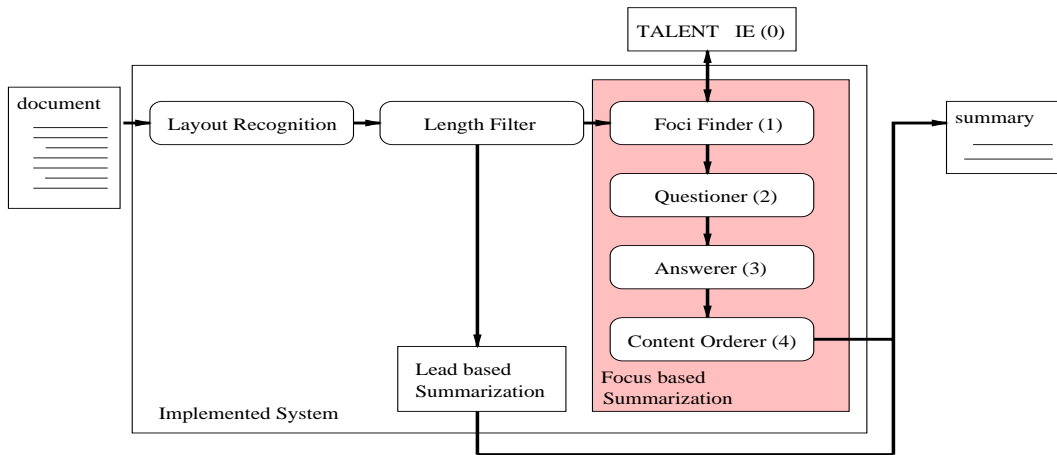 TALENT IE (0)
document
Layout Recognition
Length Filter
Foci Finder (1)
summary
Questioner (2)
Answerer (3)
Content Orderer (4)
Lead based
Summarization
Focus based
Summarization
Implemented System